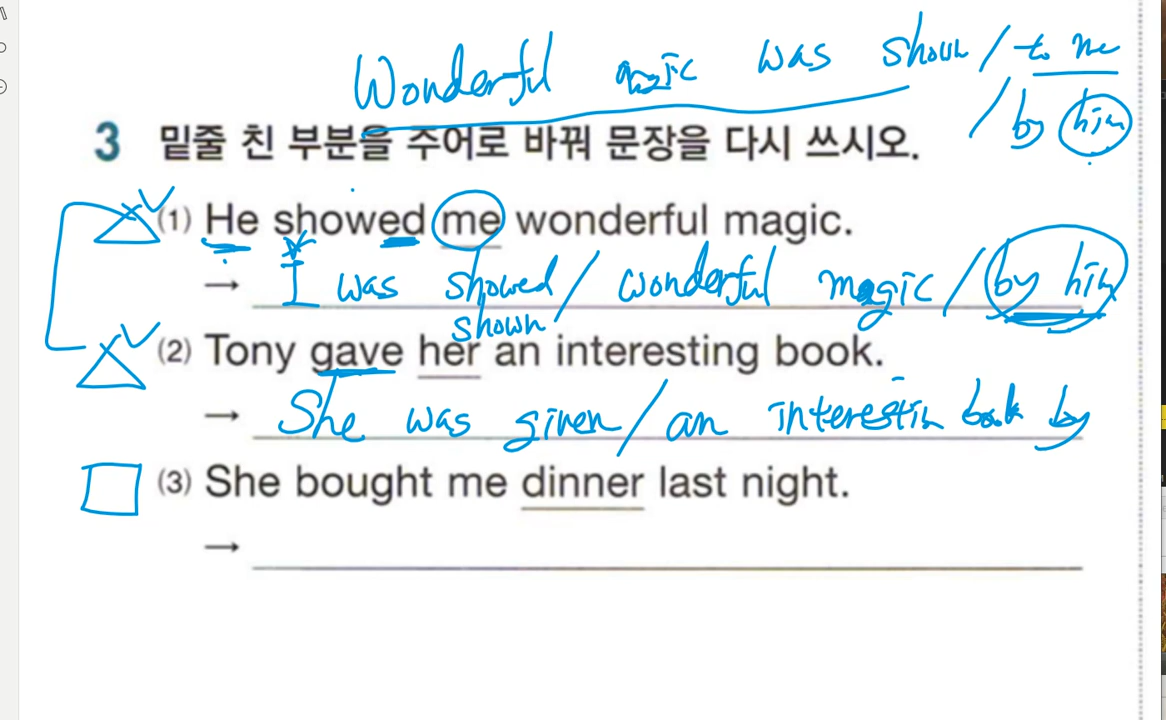 Wonderful magic was shown / to me
/ by him
3 밑줄 친 부분을 주어로 바꿔 문장을 다시 쓰시오.
(1) He showed me wonderful magic.
→ I was showed / wonderful magic / by him
shown
(2) Tony gave her an interesting book.
→ She was given / an interestin book by
(3) She bought me dinner last night.
→